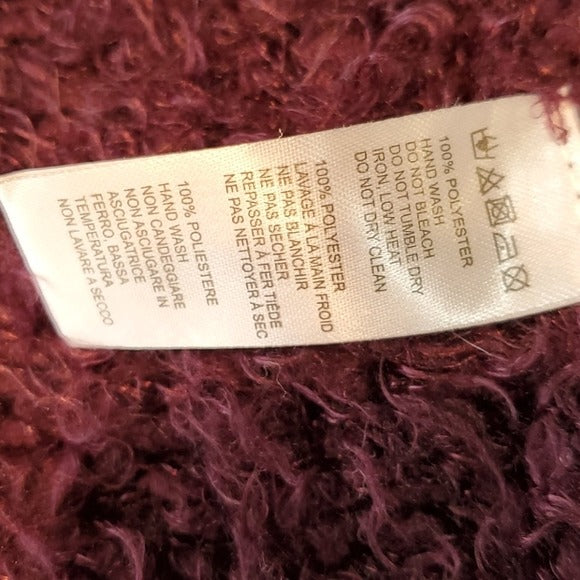 100% POLYESTER
HAND WASH
DO NOT BLEACH
DO NOT TUMBLE DRY
IRON, LOW HEAT
DO NOT DRY CLEAN
100% POLYESTER
LAVAGE À LA MAIN FROID
NE PAS BLANCHIR
NE PAS SECHER
REPASSER À FER TIÈDE
NE PAS NETTOYER À SEC
100% POLIESTERE
HAND WASH
NON CANDEGGIARE
NON ASCIUGARE IN
ASCIUGATRICE
FERRO, BASSA
TEMPERATURA
NON LAVARE A SECCO